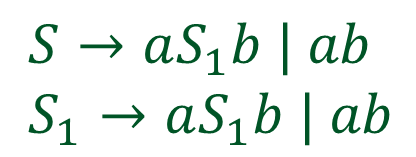 S → aS₁b | ab
S₁ → aS₁b | ab